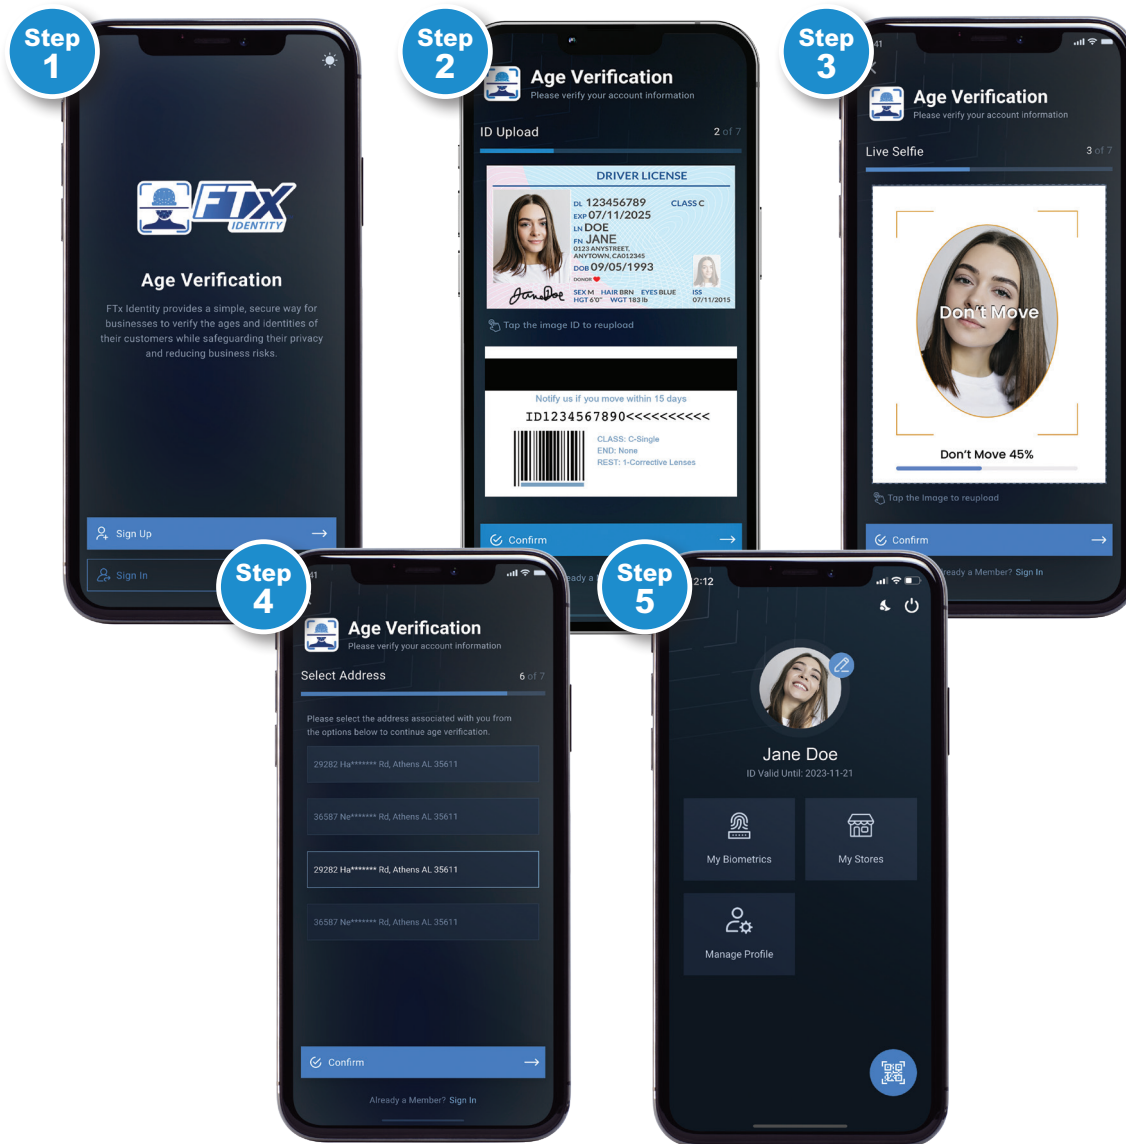 Step
1
FTx
IDENTITY
Age Verification
FTx Identity provides a simple, secure way for
businesses to verify the ages and identities of
their customers while safeguarding their privacy
and reducing business risks.
Sign Up
Sign In
Step
2
Age Verification
Please verify your account information
ID Upload
2 of 7
DRIVER LICENSE
DL 123456789 CLASS C
EXP 07/11/2025
LN DOE
FN JANE
0123 ANYSTREET,
ANYTOWN, CA012345
DOB 09/05/1993
DONOR
JaneDoe
SEX M HAIR BRN EYES BLUE ISS
HGT 6'0" WGT 183 lb 07/11/2015
Tap the image ID to reupload
Notify us if you move within 15 days
ID1234567890<<<<<<<<<<
CLASS: C-Single
END: None
REST: 1-Corrective Lenses
Confirm
Step
3
41
Age Verification
Please verify your account information
Live Selfie
3 of 7
Don't Move
Don't Move 45%
Tap the Image to reupload
Confirm
Already a Member? Sign In
Step
4
41
Age Verification
Please verify your account information
Select Address
6 of 7
Please select the address associated with you from
the options below to continue age verification.
29282 Ha******* Rd, Athens AL 35611
36587 Ne******* Rd, Athens AL 35611
29282 Ha******* Rd, Athens AL 35611
36587 Ne******* Rd, Athens AL 35611
Confirm
Already a Member? Sign In
Step
5
2:12
Jane Doe
ID Valid Until: 2023-11-21
My Biometrics
My Stores
Manage Profile